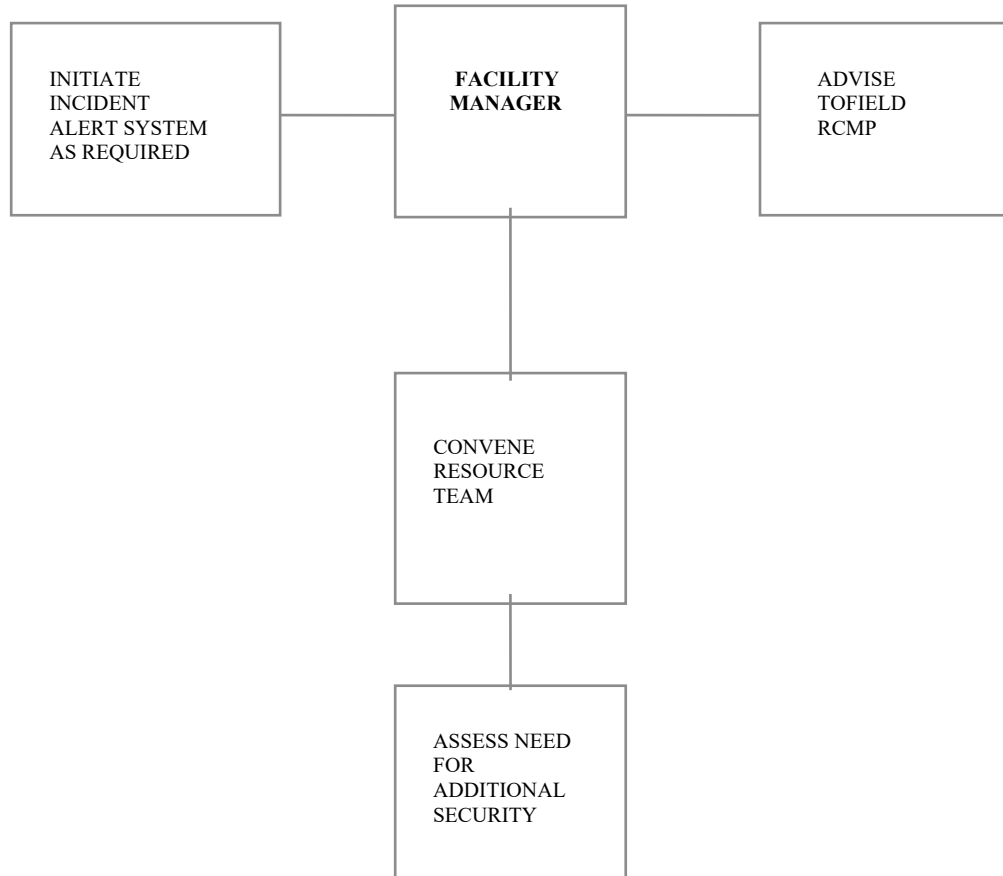 INITIATE
INCIDENT
ALERT SYSTEM
AS REQUIRED
FACILITY
MANAGER
ADVISE
TOFIELD
RCMP
CONVENE
RESOURCE
TEAM
ASSESS NEED
FOR
ADDITIONAL
SECURITY